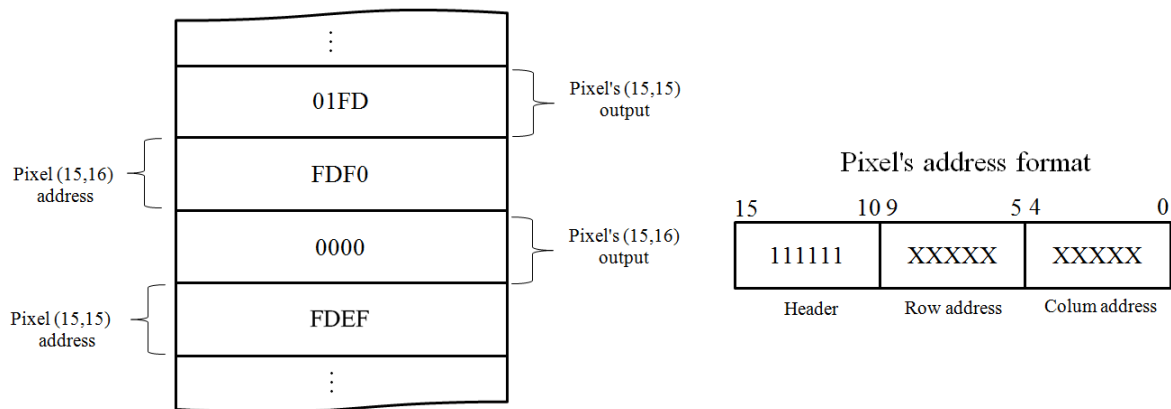 ⋮
01FD
Pixel's (15,15)
output
Pixel (15,16)
address
FDF0
0000
Pixel's (15,16)
output
Pixel (15,15)
address
FDEF
⋮
Pixel's address format
15 10 9 5 4 0
111111 XXXXX XXXXX
Header Row address Colum address